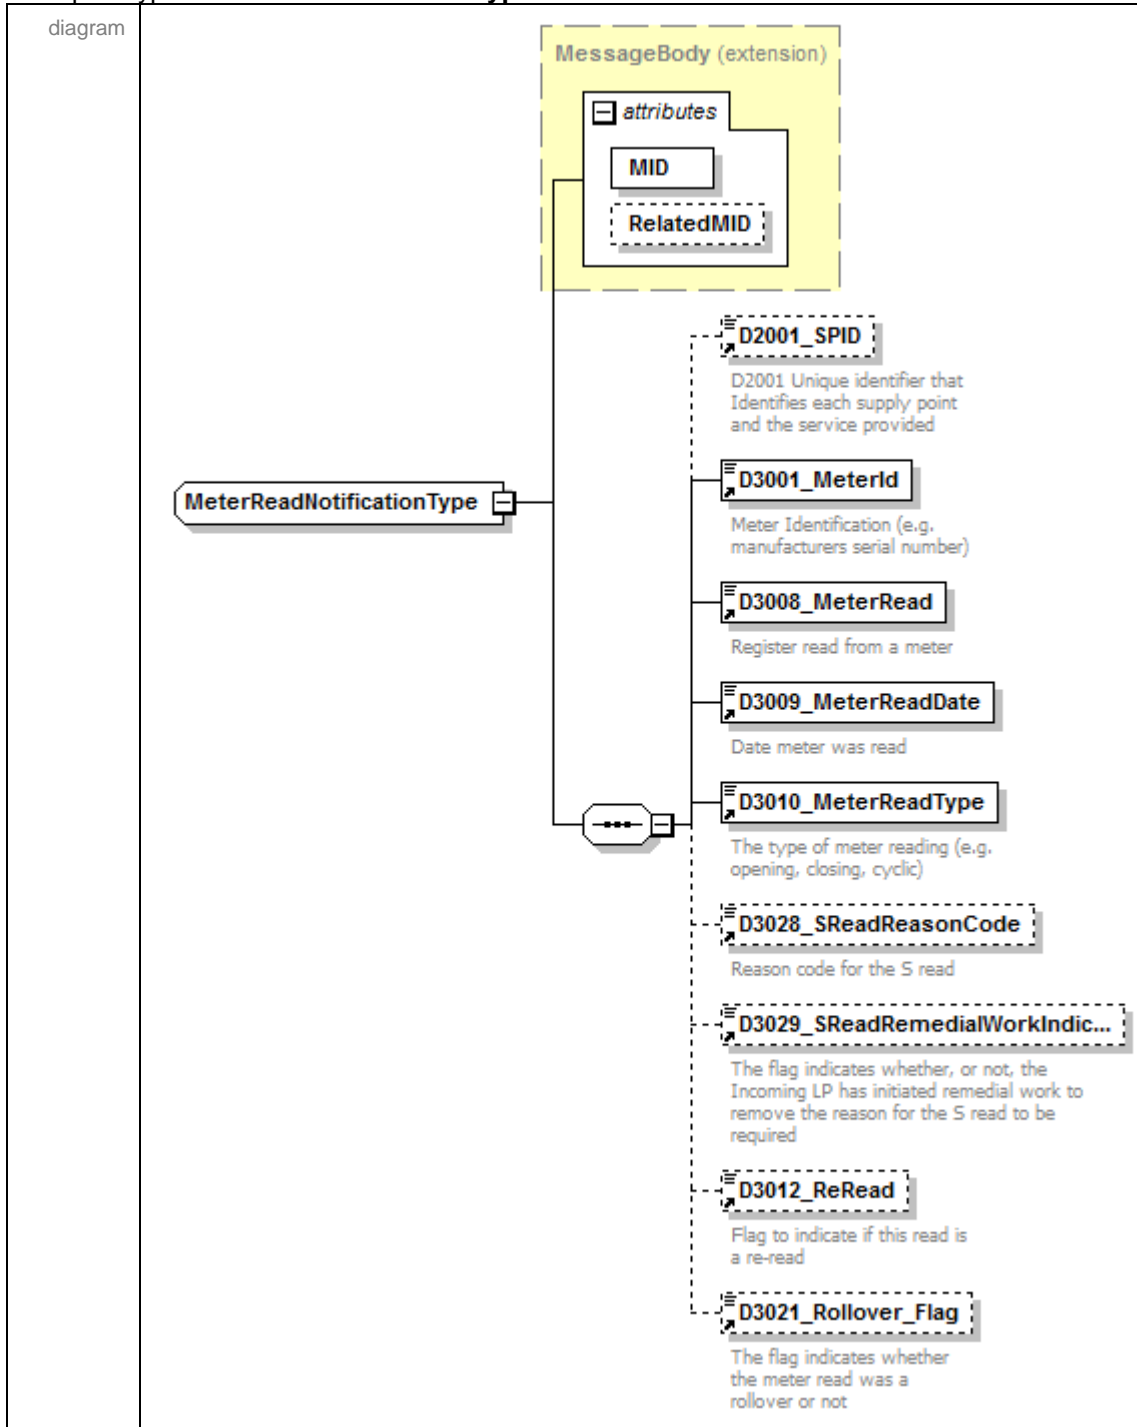 diagram
MessageBody (extension)
attributes
MID
RelatedMID
D2001_SPID
D2001 Unique identifier that
Identifies each supply point
and the service provided
MeterReadNotificationType
D3001_MeterId
Meter Identification (e.g.
manufacturers serial number)
D3008_MeterRead
Register read from a meter
D3009_MeterReadDate
Date meter was read
D3010_MeterReadType
The type of meter reading (e.g.
opening, closing, cyclic)
D3028_SReadReasonCode
Reason code for the S read
D3029_SReadRemedialWorkIndic...
The flag indicates whether, or not, the
Incoming LP has initiated remedial work to
remove the reason for the S read to be
required
D3012_ReRead
Flag to indicate if this read is
a re-read
D3021_Rollover_Flag
The flag indicates whether
the meter read was a
rollover or not